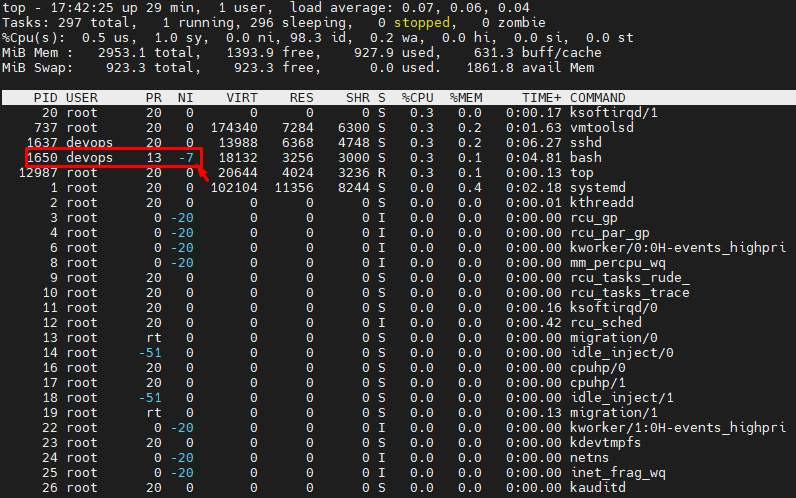 top - 17:42:25 up 29 min,  1 user,  load average: 0.07, 0.06, 0.04
Tasks: 297 total,   1 running, 296 sleeping,   0 stopped,   0 zombie
%Cpu(s):  0.5 us,  1.0 sy,  0.0 ni, 98.3 id,  0.2 wa,  0.0 hi,  0.0 si,  0.0 st
MiB Mem :   2953.1 total,   1393.9 free,    927.9 used,    631.3 buff/cache
MiB Swap:    923.3 total,    923.3 free,      0.0 used.   1861.8 avail Mem
PID USER      PR  NI    VIRT    RES    SHR S  %CPU  %MEM     TIME+ COMMAND
20 root      20   0       0      0      0 S   0.3   0.0   0:00.17 ksoftirqd/1
737 root      20   0  174340   7284   6300 S   0.3   0.2   0:01.63 vmtoolsd
1637 devops    20   0   13988   6368   4748 S   0.3   0.2   0:06.27 sshd
1650 devops    13  -7   18132   3256   3000 S   0.3   0.1   0:04.81 bash
12987 root      20   0   20644   4024   3236 R   0.3   0.1   0:00.13 top
1 root      20   0  102104  11356   8244 S   0.0   0.4   0:02.18 systemd
2 root      20   0       0      0      0 S   0.0   0.0   0:00.01 kthreadd
3 root       0 -20       0      0      0 I   0.0   0.0   0:00.00 rcu_gp
4 root       0 -20       0      0      0 I   0.0   0.0   0:00.00 rcu_par_gp
6 root       0 -20       0      0      0 I   0.0   0.0   0:00.00 kworker/0:0H-events_highpri
8 root       0 -20       0      0      0 I   0.0   0.0   0:00.00 mm_percpu_wq
9 root      20   0       0      0      0 S   0.0   0.0   0:00.00 rcu_tasks_rude_
10 root      20   0       0      0      0 S   0.0   0.0   0:00.00 rcu_tasks_trace
11 root      20   0       0      0      0 S   0.0   0.0   0:00.16 ksoftirqd/0
12 root      20   0       0      0      0 I   0.0   0.0   0:00.42 rcu_sched
13 root      rt   0       0      0      0 S   0.0   0.0   0:00.00 migration/0
14 root     -51   0       0      0      0 S   0.0   0.0   0:00.00 idle_inject/0
16 root      20   0       0      0      0 S   0.0   0.0   0:00.00 cpuhp/0
17 root      20   0       0      0      0 S   0.0   0.0   0:00.00 cpuhp/1
18 root     -51   0       0      0      0 S   0.0   0.0   0:00.00 idle_inject/1
19 root      rt   0       0      0      0 S   0.0   0.0   0:00.13 migration/1
22 root       0 -20       0      0      0 I   0.0   0.0   0:00.00 kworker/1:0H-events_highpri
23 root      20   0       0      0      0 S   0.0   0.0   0:00.00 kdevtmpfs
24 root       0 -20       0      0      0 I   0.0   0.0   0:00.00 netns
25 root       0 -20       0      0      0 I   0.0   0.0   0:00.00 inet_frag_wq
26 root      20   0       0      0      0 S   0.0   0.0   0:00.00 kauditd